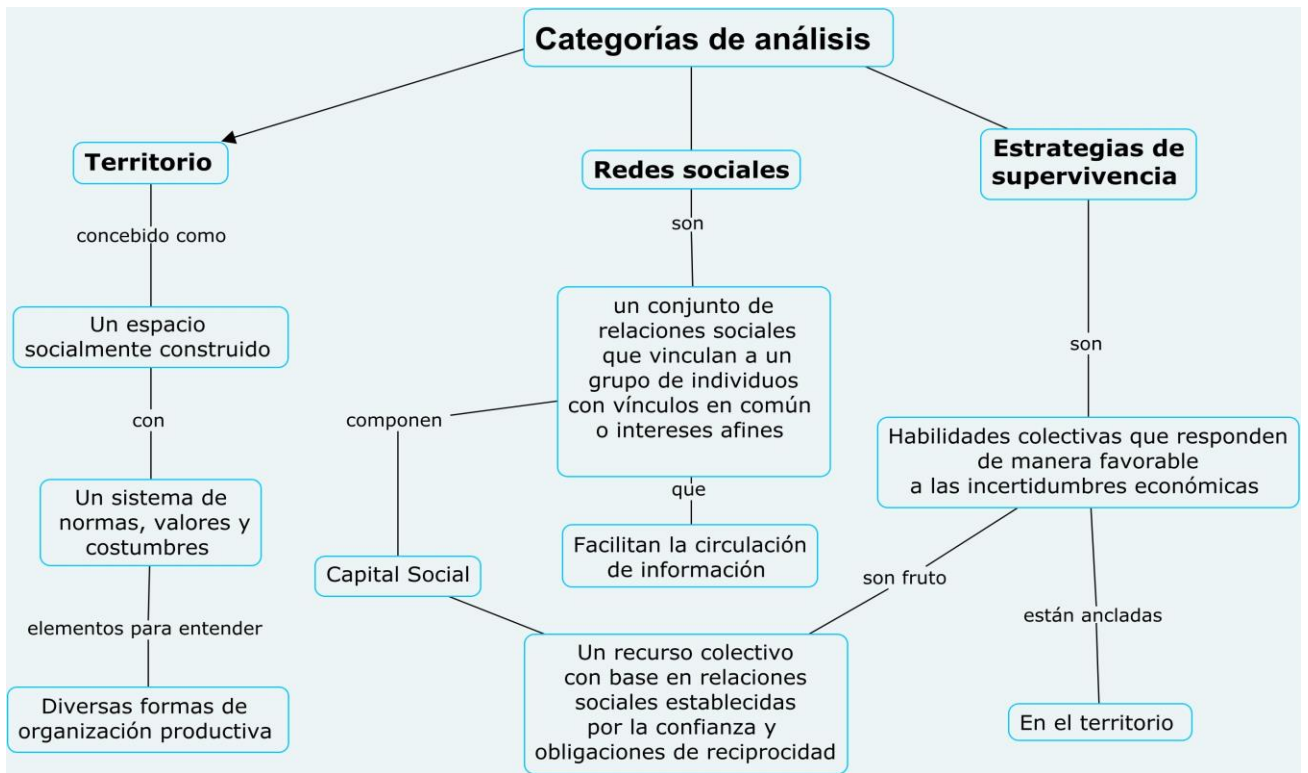 Categorías de análisis
Territorio
Redes sociales
Estrategias de
supervivencia
concebido como
son
Un espacio
socialmente construido
un conjunto de
relaciones sociales
que vinculan a un
grupo de individuos
con vínculos en común
o intereses afines
son
con
componen
Habilidades colectivas que responden
de manera favorable
a las incertidumbres económicas
Un sistema de
normas, valores y
costumbres
que
Facilitan la circulación
de información
Capital Social
son fruto
están ancladas
elementos para entender
Un recurso colectivo
con base en relaciones
sociales establecidas
por la confianza y
obligaciones de reciprocidad
Diversas formas de
organización productiva
En el territorio